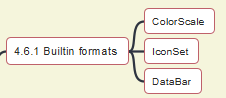 ColorScale
4.6.1 Builtin formats
IconSet
DataBar